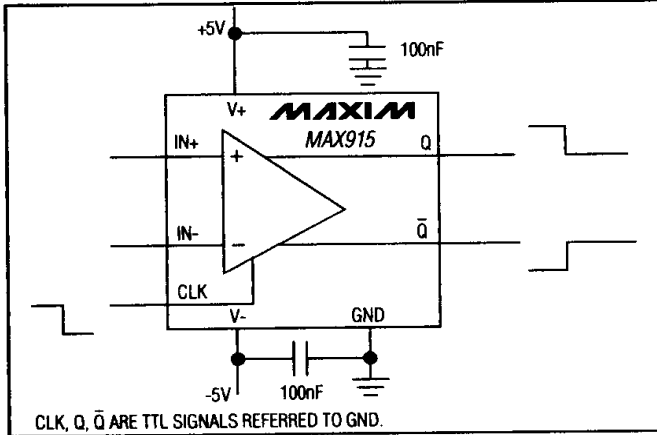 +5V
100nF
V+
MAXIM
MAX915
IN+
+
Q
IN-
−
Q̅
CLK
V-
GND
-5V
100nF
CLK, Q, Q̅ ARE TTL SIGNALS REFERRED TO GND.